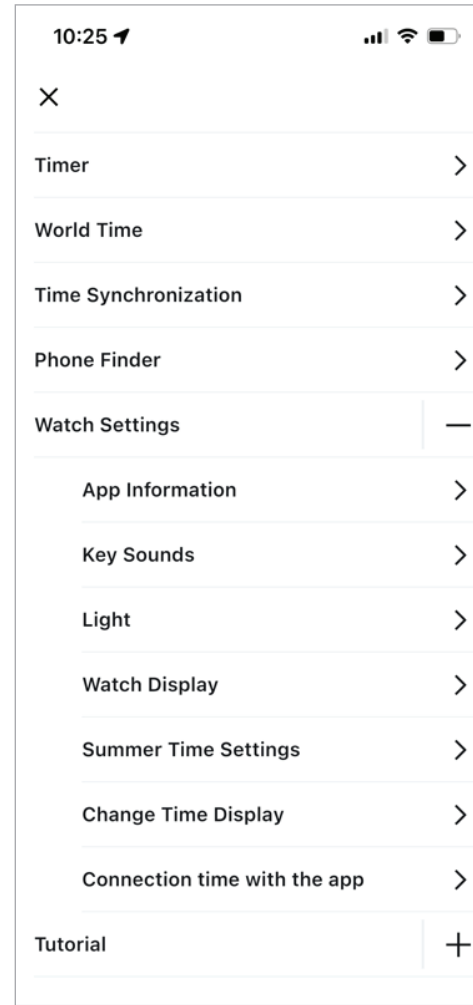 10:25
Timer
World Time
Time Synchronization
Phone Finder
Watch Settings
App Information
Key Sounds
Light
Watch Display
Summer Time Settings
Change Time Display
Connection time with the app
Tutorial